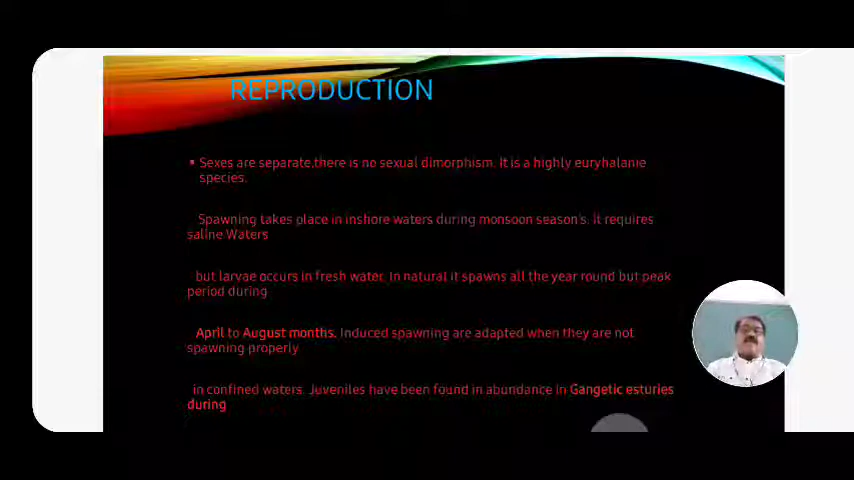 REPRODUCTION
▪ Sexes are separate,there is no sexual dimorphism. It is a highly euryhalanie
species.
Spawning takes place in inshore waters during monsoon season's. It requires
saline Waters
but larvae occurs in fresh water. In natural it spawns all the year round but peak
period during
April to August months. Induced spawning are adapted when they are not
spawning properly
in confined waters. Juveniles have been found in abundance in Gangetic esturies
during